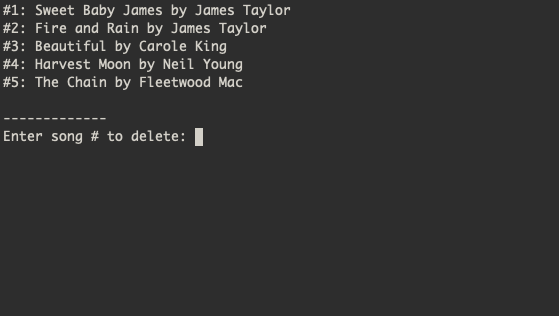 #1: Sweet Baby James by James Taylor
#2: Fire and Rain by James Taylor
#3: Beautiful by Carole King
#4: Harvest Moon by Neil Young
#5: The Chain by Fleetwood Mac
-------------
Enter song # to delete: